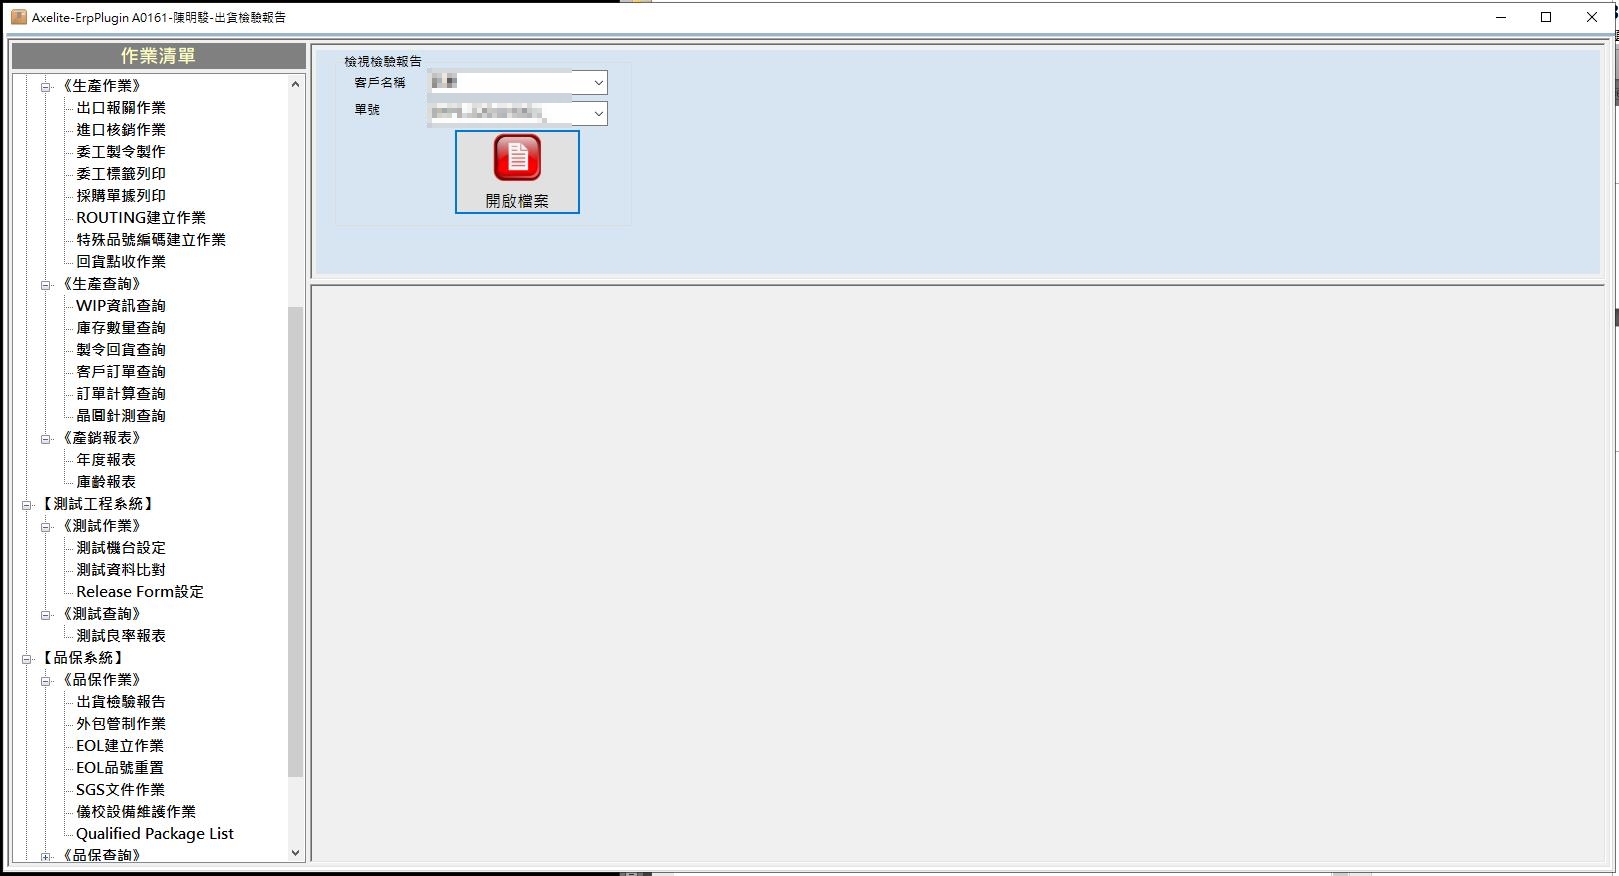 Axelite-ErpPlugin A0161-陳明駿-出貨檢驗報告
作業清單
《生產作業》
出口報關作業
進口核銷作業
委工製令製作
委工標籤列印
採購單據列印
ROUTING建立作業
特殊品號編碼建立作業
回貨點收作業
《生產查詢》
WIP資訊查詢
庫存數量查詢
製令回貨查詢
客戶訂單查詢
訂單計算查詢
晶圓針測查詢
《產銷報表》
年度報表
庫齡報表
【測試工程系統】
《測試作業》
測試機台設定
測試資料比對
Release Form設定
《測試查詢》
測試良率報表
【品保系統】
《品保作業》
出貨檢驗報告
外包管制作業
EOL建立作業
EOL品號重置
SGS文件作業
儀校設備維護作業
Qualified Package List
《品保查詢》
檢視檢驗報告
客戶名稱
單號
開啟檔案